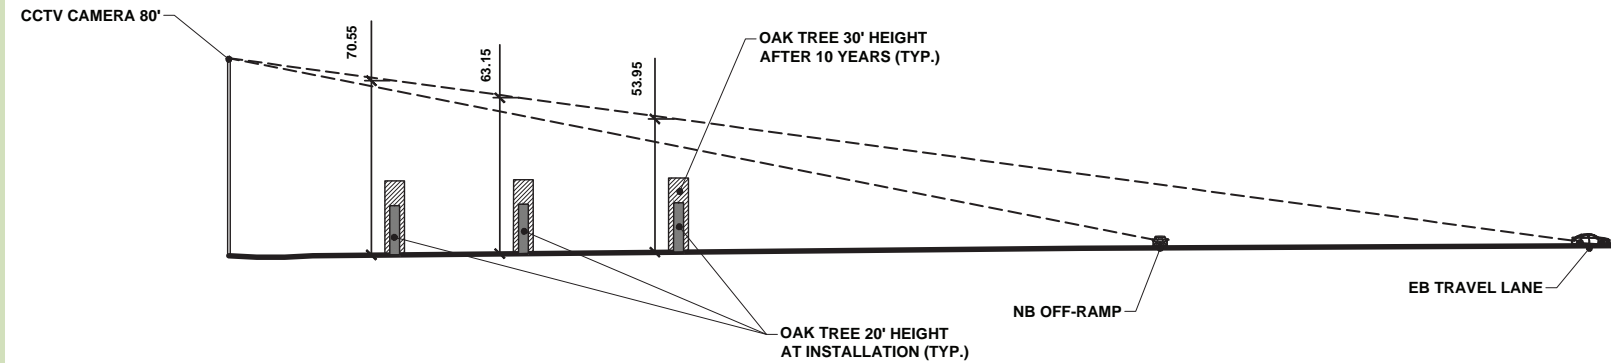 CCTV CAMERA 80'
70.55
63.15
53.95
OAK TREE 30' HEIGHT
AFTER 10 YEARS (TYP.)
EB TRAVEL LANE
NB OFF-RAMP
OAK TREE 20' HEIGHT
AT INSTALLATION (TYP.)